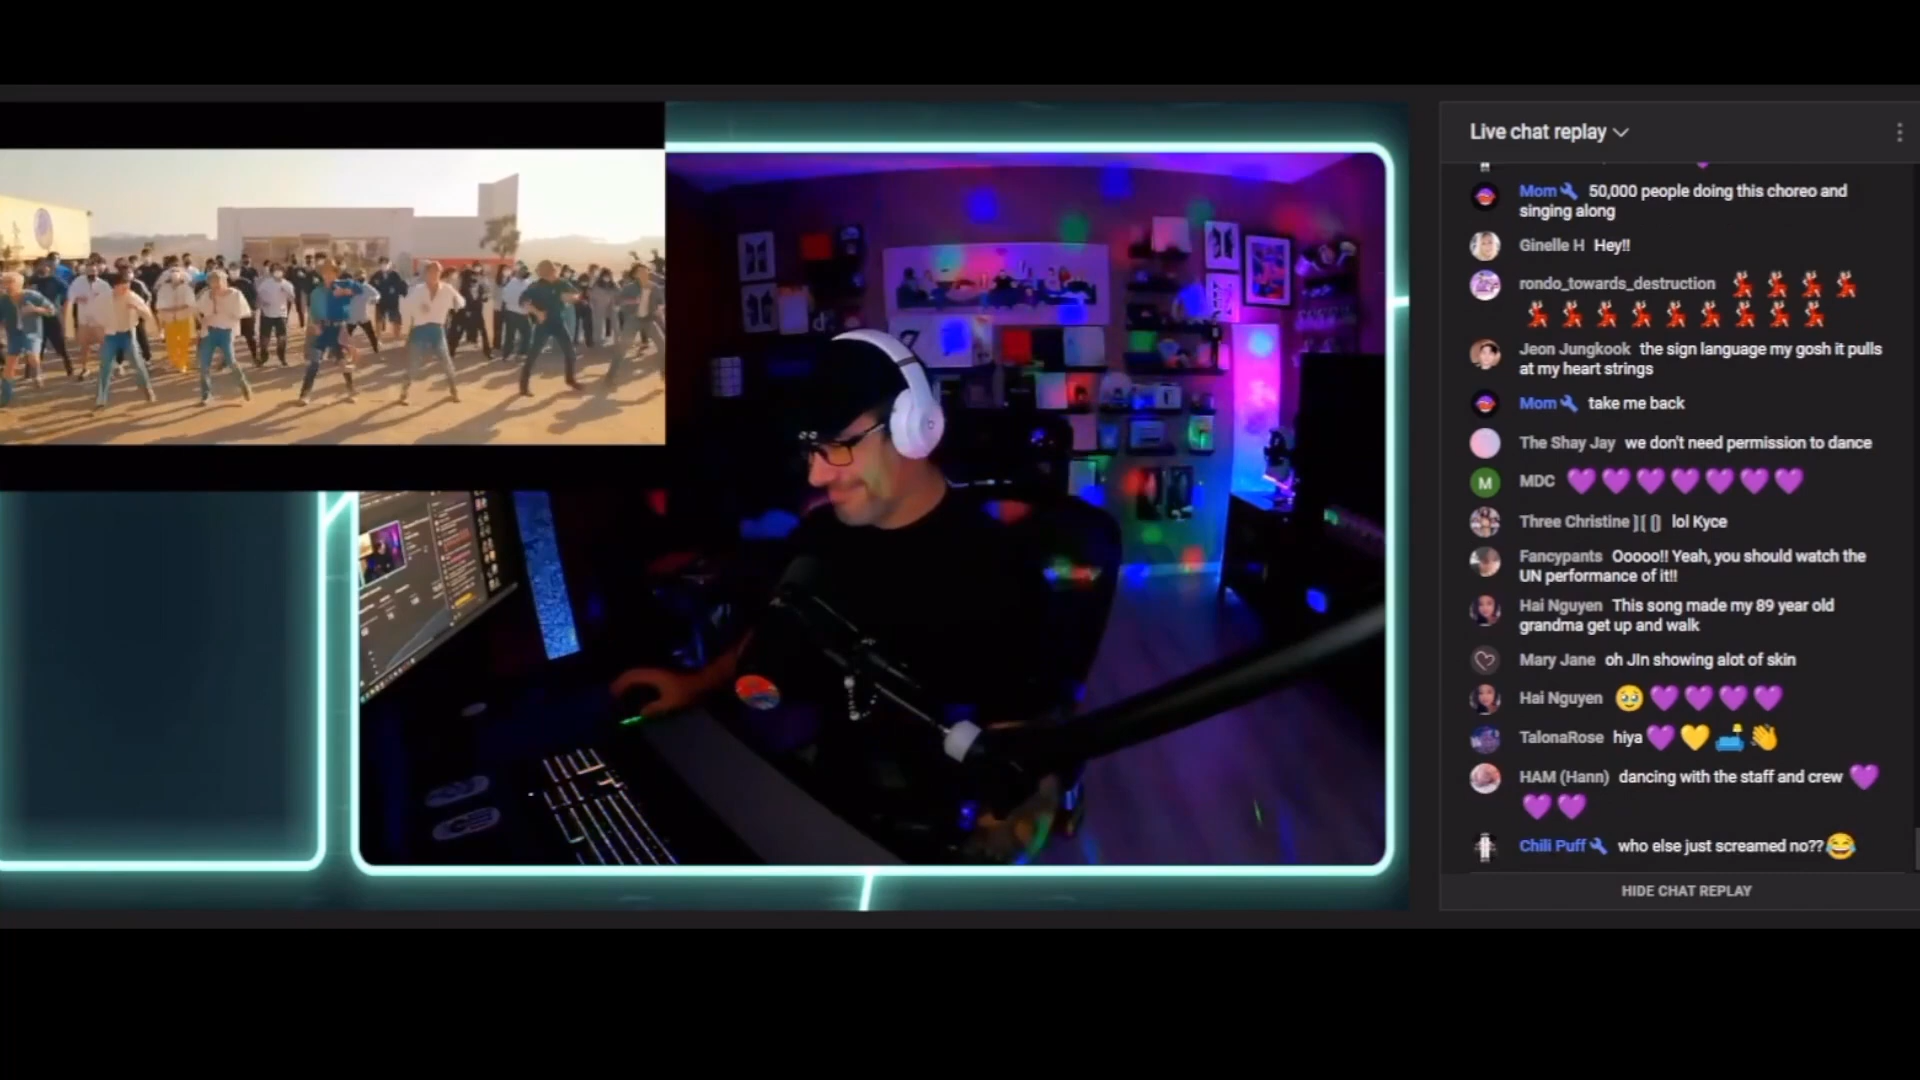 Live chat replay
Mom 50,000 people doing this choreo and
singing along
Ginelle H Hey!!
rondo_towards_destruction 💃 💃 💃 💃
💃 💃 💃 💃 💃 💃 💃 💃 💃
Jeon Jungkook the sign language my gosh it pulls
at my heart strings
Mom take me back
The Shay Jay we don't need permission to dance
M MDC 💜💜💜💜💜💜💜
Three Christine ][ [] lol Kyce
Fancypants Ooooo!! Yeah, you should watch the
UN performance of it!!
Hai Nguyen This song made my 89 year old
grandma get up and walk
Mary Jane oh JIn showing alot of skin
Hai Nguyen 🥹💜💜💜💜
TalonaRose hiya💜💛🛋️👋
HAM (Hann) dancing with the staff and crew 💜
💜💜
Chili Puff who else just screamed no??😂
HIDE CHAT REPLAY